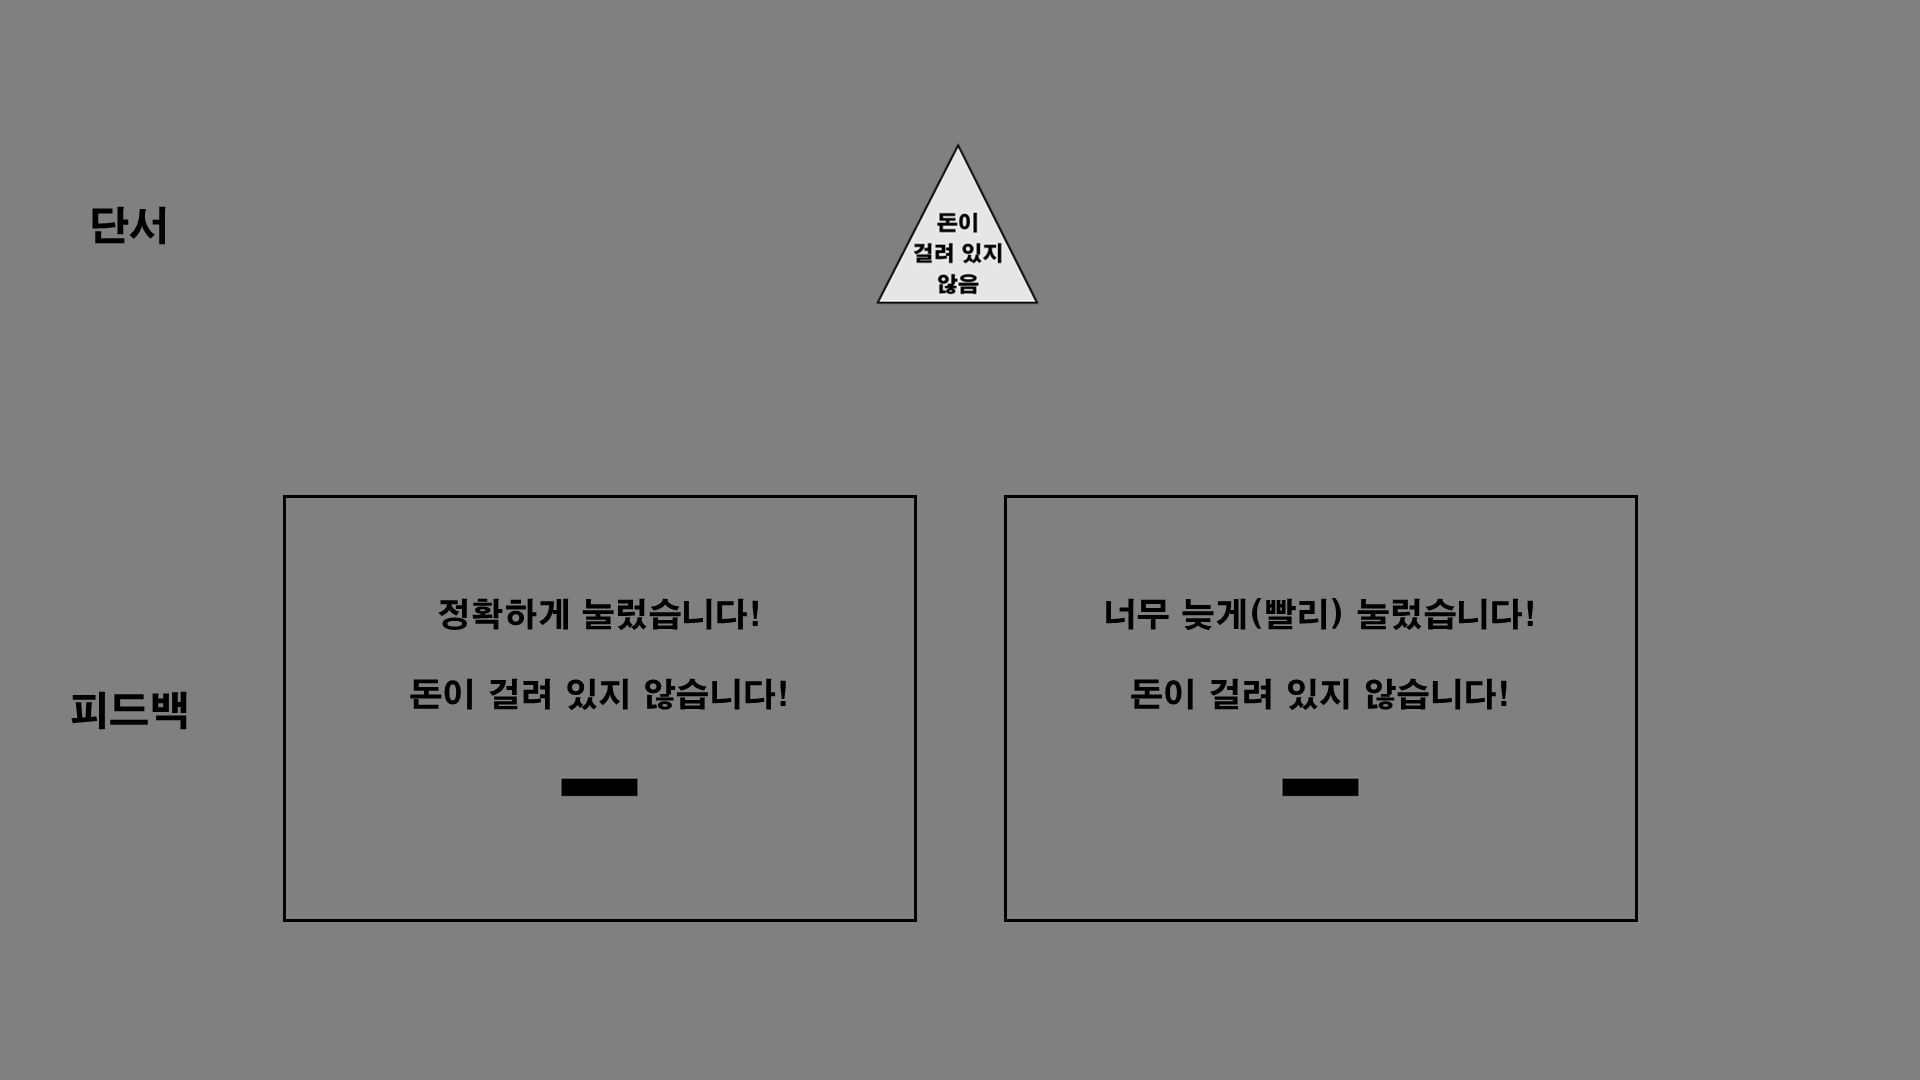 단서
돈이
걸려 있지
않음
피드백
정확하게 눌렀습니다!
돈이 걸려 있지 않습니다!
너무 늦게(빨리) 눌렀습니다!
돈이 걸려 있지 않습니다!